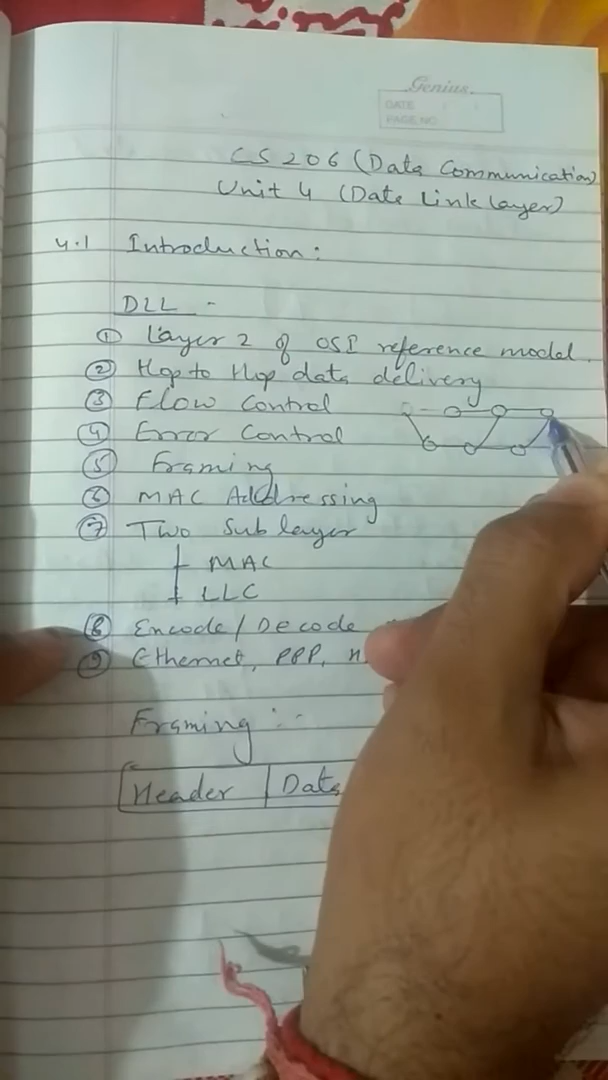 Genius
DATE
PAGE NO
CS 206 (Data Communication)
Unit 4 (Data Link Layer)
4.1 Introduction :
DLL -
① Layer 2 of OSI reference model.
② Hop to Hop data delivery
③ Flow Control
④ Error Control
⑤ Framing
⑥ MAC Addressing
⑦ Two Sub layer
MAC
LLC
⑧ Encode / Decode
⑨ Ethernet, PPP,
Framing :-
Header | Data